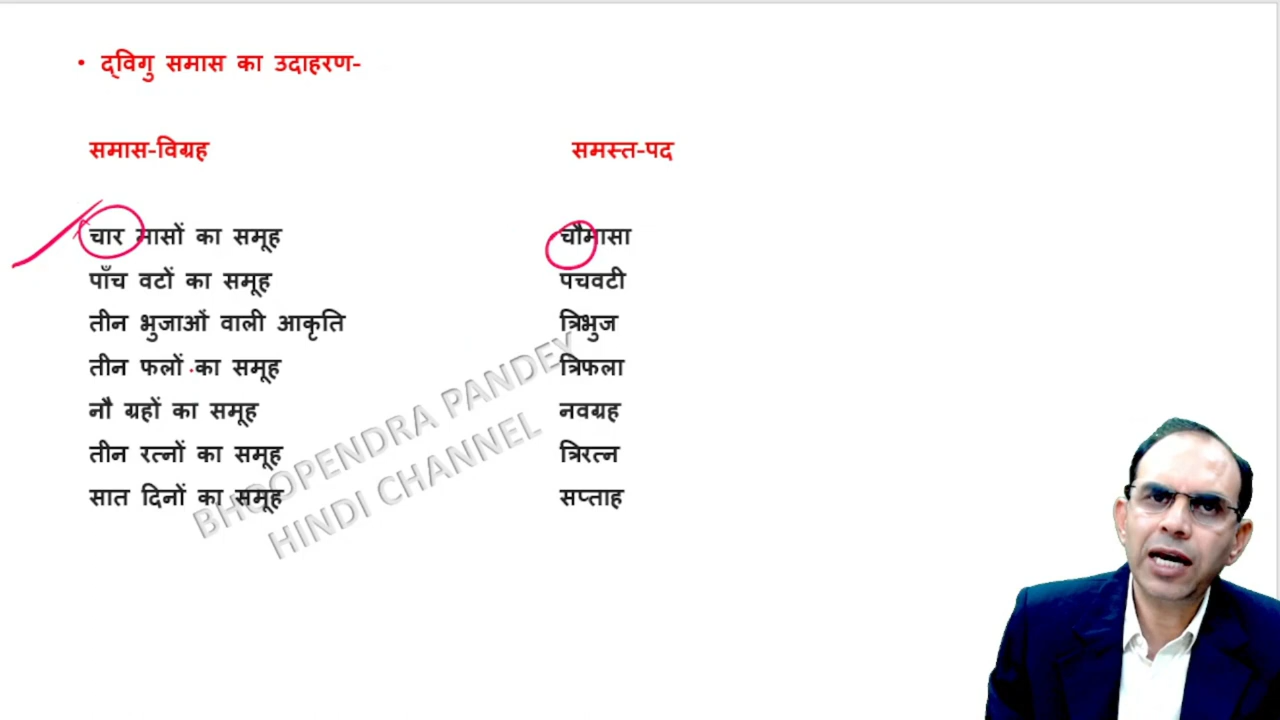 • द्विगु समास का उदाहरण-
समास-विग्रह समस्त-पद
चार मासों का समूह चौमासा
पाँच वटों का समूह पचवटी
तीन भुजाओं वाली आकृति त्रिभुज
तीन फलों का समूह त्रिफला
नौ ग्रहों का समूह नवग्रह
तीन रत्नों का समूह त्रिरत्न
सात दिनों का समूह सप्ताह
BHOOPENDRA PANDEY
HINDI CHANNEL